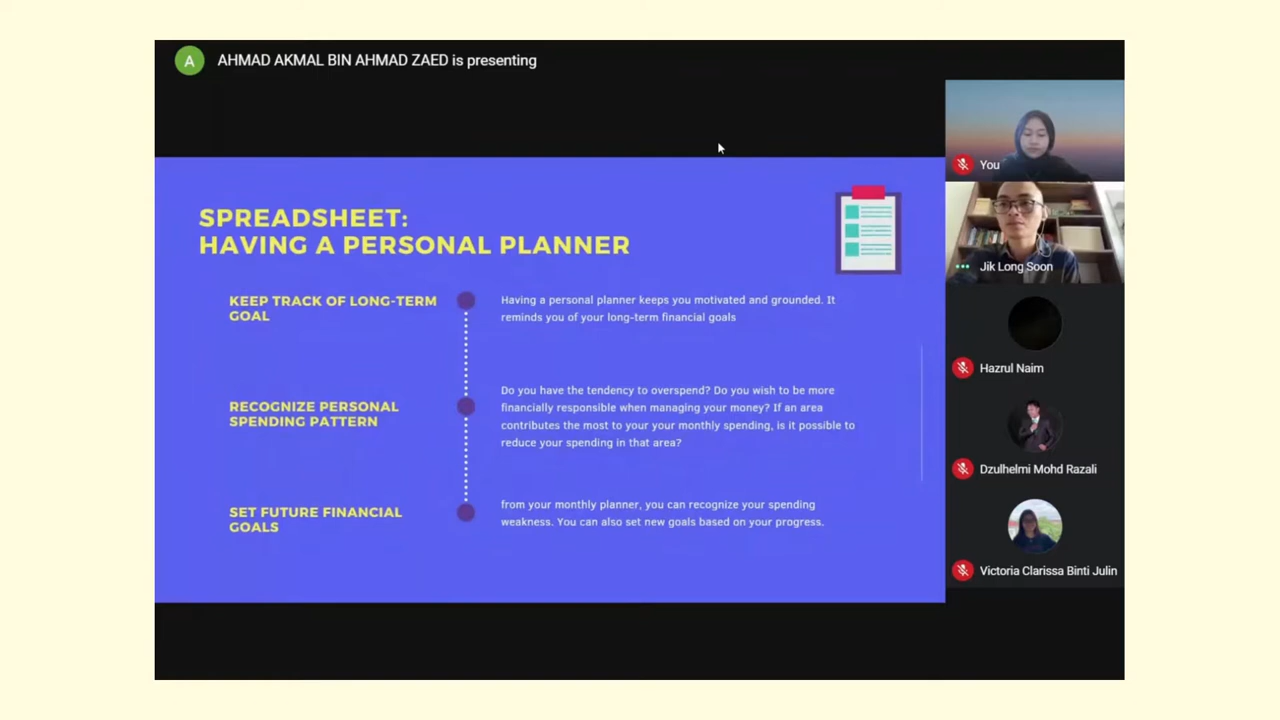 A
AHMAD AKMAL BIN AHMAD ZAED is presenting
SPREADSHEET:
HAVING A PERSONAL PLANNER
KEEP TRACK OF LONG-TERM
GOAL
Having a personal planner keeps you motivated and grounded. It
reminds you of your long-term financial goals
RECOGNIZE PERSONAL
SPENDING PATTERN
Do you have the tendency to overspend? Do you wish to be more
financially responsible when managing your money? If an area
contributes the most to your your monthly spending, is it possible to
reduce your spending in that area?
SET FUTURE FINANCIAL
GOALS
from your monthly planner, you can recognize your spending
weakness. You can also set new goals based on your progress.
You
Jik Long Soon
Hazrul Naim
Dzulhelmi Mohd Razali
Victoria Clarissa Binti Julin